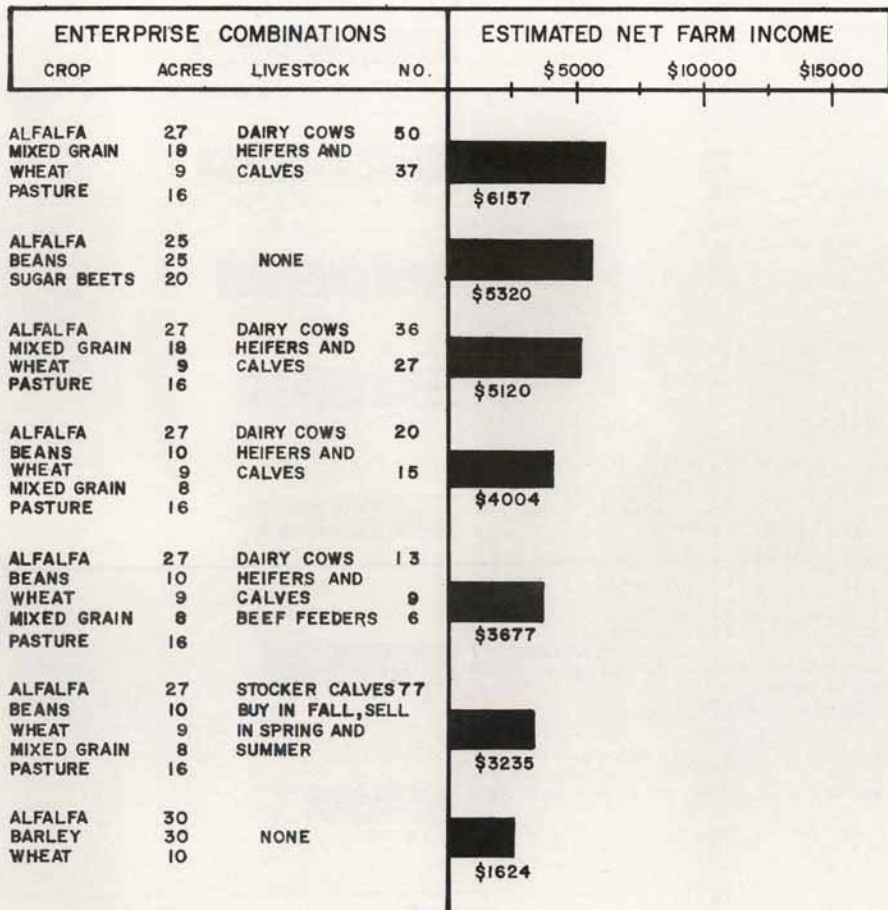 ENTERPRISE COMBINATIONS ESTIMATED NET FARM INCOME
CROP ACRES LIVESTOCK NO. $5000 $10000 $15000
ALFALFA 27 DAIRY COWS 50
MIXED GRAIN 18 HEIFERS AND
WHEAT 9 CALVES 37
PASTURE 16 $6157
ALFALFA 25
BEANS 25 NONE
SUGAR BEETS 20 $5320
ALFALFA 27 DAIRY COWS 36
MIXED GRAIN 18 HEIFERS AND
WHEAT 9 CALVES 27
PASTURE 16 $5120
ALFALFA 27 DAIRY COWS 20
BEANS 10 HEIFERS AND
WHEAT 9 CALVES 15
MIXED GRAIN 8 $4004
PASTURE 16
ALFALFA 27 DAIRY COWS 13
BEANS 10 HEIFERS AND
WHEAT 9 CALVES 9
MIXED GRAIN 8 BEEF FEEDERS 6
PASTURE 16 $3677
ALFALFA 27 STOCKER CALVES 77
BEANS 10 BUY IN FALL, SELL
WHEAT 9 IN SPRING AND
MIXED GRAIN 8 SUMMER
PASTURE 16 $3235
ALFALFA 30
BARLEY 30 NONE
WHEAT 10
$1624